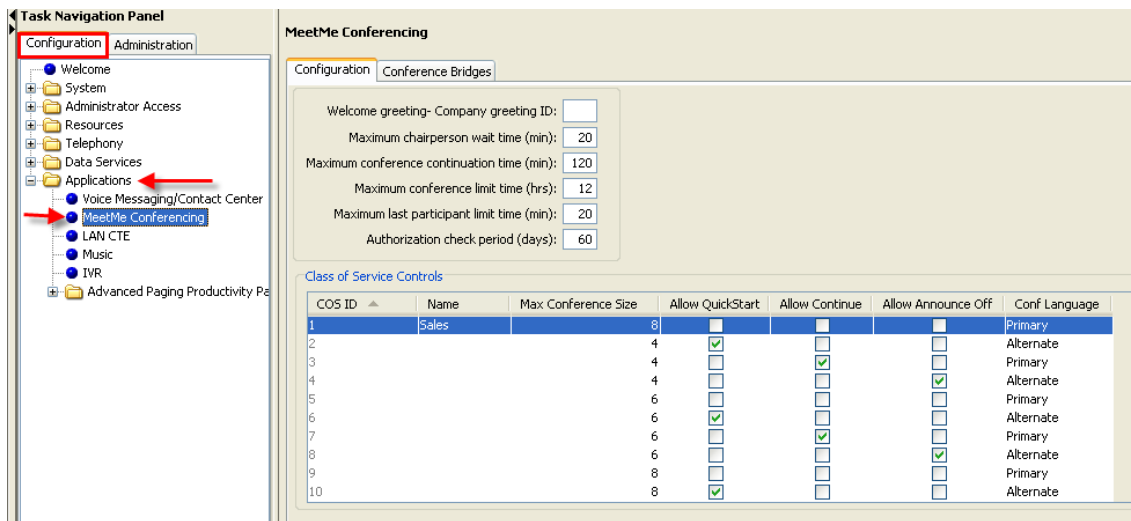 Task Navigation Panel
Configuration Administration
Welcome
System
Administrator Access
Resources
Telephony
Data Services
Applications
Voice Messaging/Contact Center
MeetMe Conferencing
LAN CTE
Music
IVR
Advanced Paging Productivity Pa
MeetMe Conferencing
Configuration Conference Bridges
Welcome greeting- Company greeting ID:
Maximum chairperson wait time (min): 20
Maximum conference continuation time (min): 120
Maximum conference limit time (hrs): 12
Maximum last participant limit time (min): 20
Authorization check period (days): 60
Class of Service Controls
COS ID Name Max Conference Size Allow QuickStart Allow Continue Allow Announce Off Conf Language
1 Sales 8 Primary
2 4 Alternate
3 4 Primary
4 4 Alternate
5 6 Primary
6 6 Alternate
7 6 Primary
8 6 Alternate
9 8 Primary
10 8 Alternate